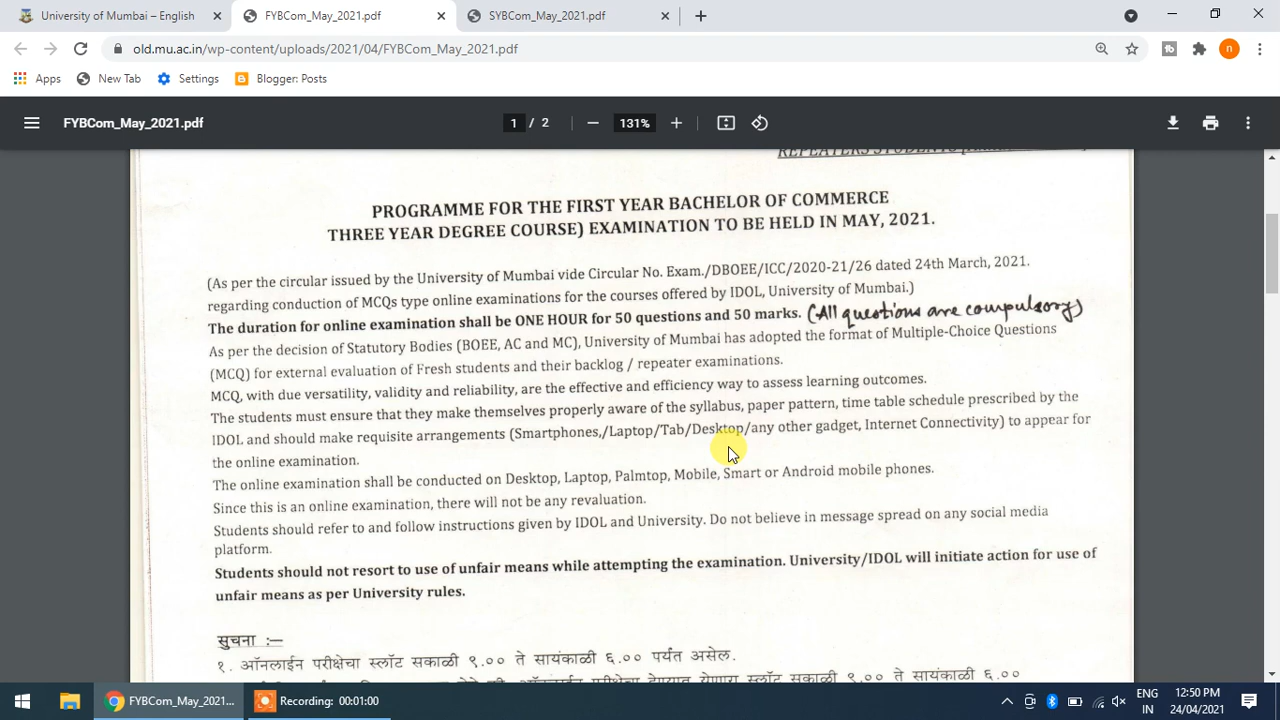 University of Mumbai – English
FYBCom_May_2021.pdf
SYBCom_May_2021.pdf
old.mu.ac.in/wp-content/uploads/2021/04/FYBCom_May_2021.pdf
n
Apps
New Tab
Settings
Blogger: Posts
FYBCom_May_2021.pdf
1 / 2
131%
REPEATERS
PROGRAMME FOR THE FIRST YEAR BACHELOR OF COMMERCE
THREE YEAR DEGREE COURSE) EXAMINATION TO BE HELD IN MAY, 2021.
(As per the circular issued by the University of Mumbai vide Circular No. Exam./DBOEE/ICC/2020-21/26 dated 24th March, 2021.
regarding conduction of MCQs type online examinations for the courses offered by IDOL, University of Mumbai.)
The duration for online examination shall be ONE HOUR for 50 questions and 50 marks. (All questions are compulsory)
As per the decision of Statutory Bodies (BOEE, AC and MC), University of Mumbai has adopted the format of Multiple-Choice Questions
(MCQ) for external evaluation of Fresh students and their backlog / repeater examinations.
MCQ, with due versatility, validity and reliability, are the effective and efficiency way to assess learning outcomes.
The students must ensure that they make themselves properly aware of the syllabus, paper pattern, time table schedule prescribed by the
IDOL and should make requisite arrangements (Smartphones,/Laptop/Tab/Desktop/any other gadget, Internet Connectivity) to appear for
the online examination.
The online examination shall be conducted on Desktop, Laptop, Palmtop, Mobile, Smart or Android mobile phones.
Since this is an online examination, there will not be any revaluation.
Students should refer to and follow instructions given by IDOL and University. Do not believe in message spread on any social media
platform.
Students should not resort to use of unfair means while attempting the examination. University/IDOL will initiate action for use of
unfair means as per University rules.
सुचना :—
१. ऑनलाईन परीक्षेचा स्लॉट सकाळी ९.०० ते सायंकाळी ६.०० पर्यंत असेल.
ऑनलाईन परीक्षेचा देण्यात येणारा स्लॉट सकाळी ९.०० ते सायंकाळी ६.००
FYBCom_May_2021....
Recording: 00:01:00
ENG
IN
12:50 PM
24/04/2021